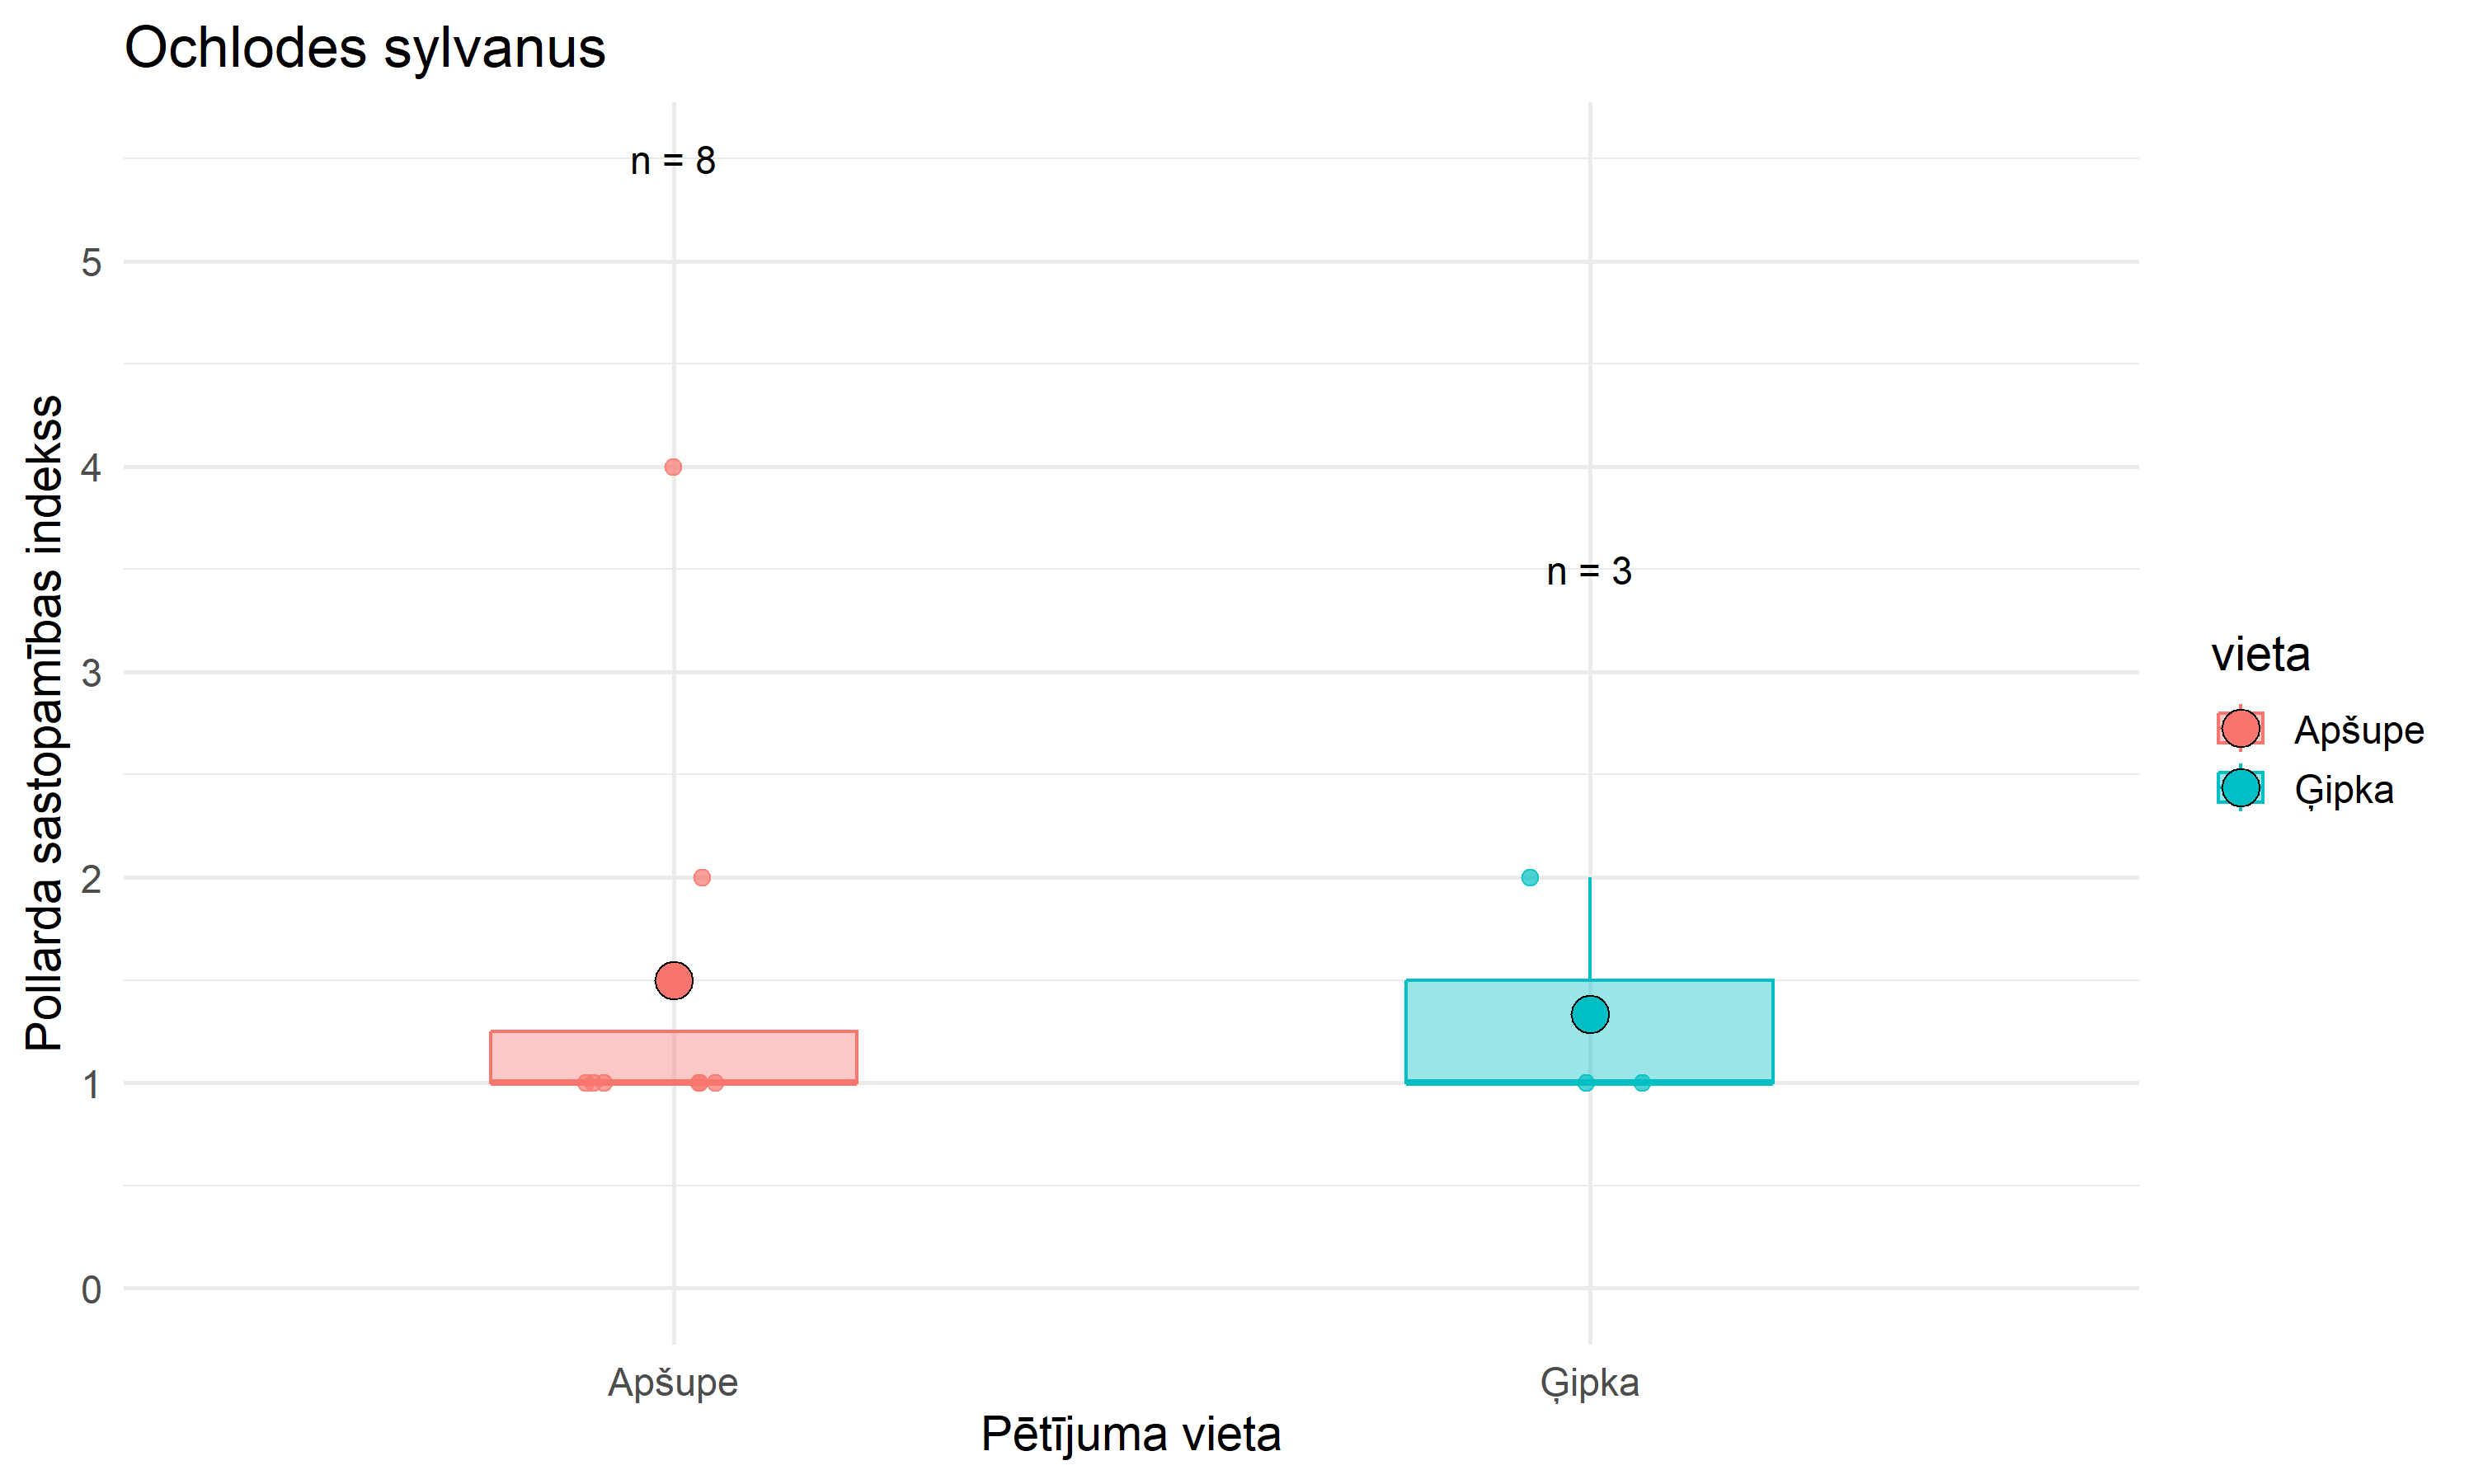 Ochlodes sylvanus
n = 8
n = 3
Pollarda sastopamības indekss
5
4
3
2
1
0
Apšupe
Ģipka
Pētījuma vieta
vieta
Apšupe
Ģipka